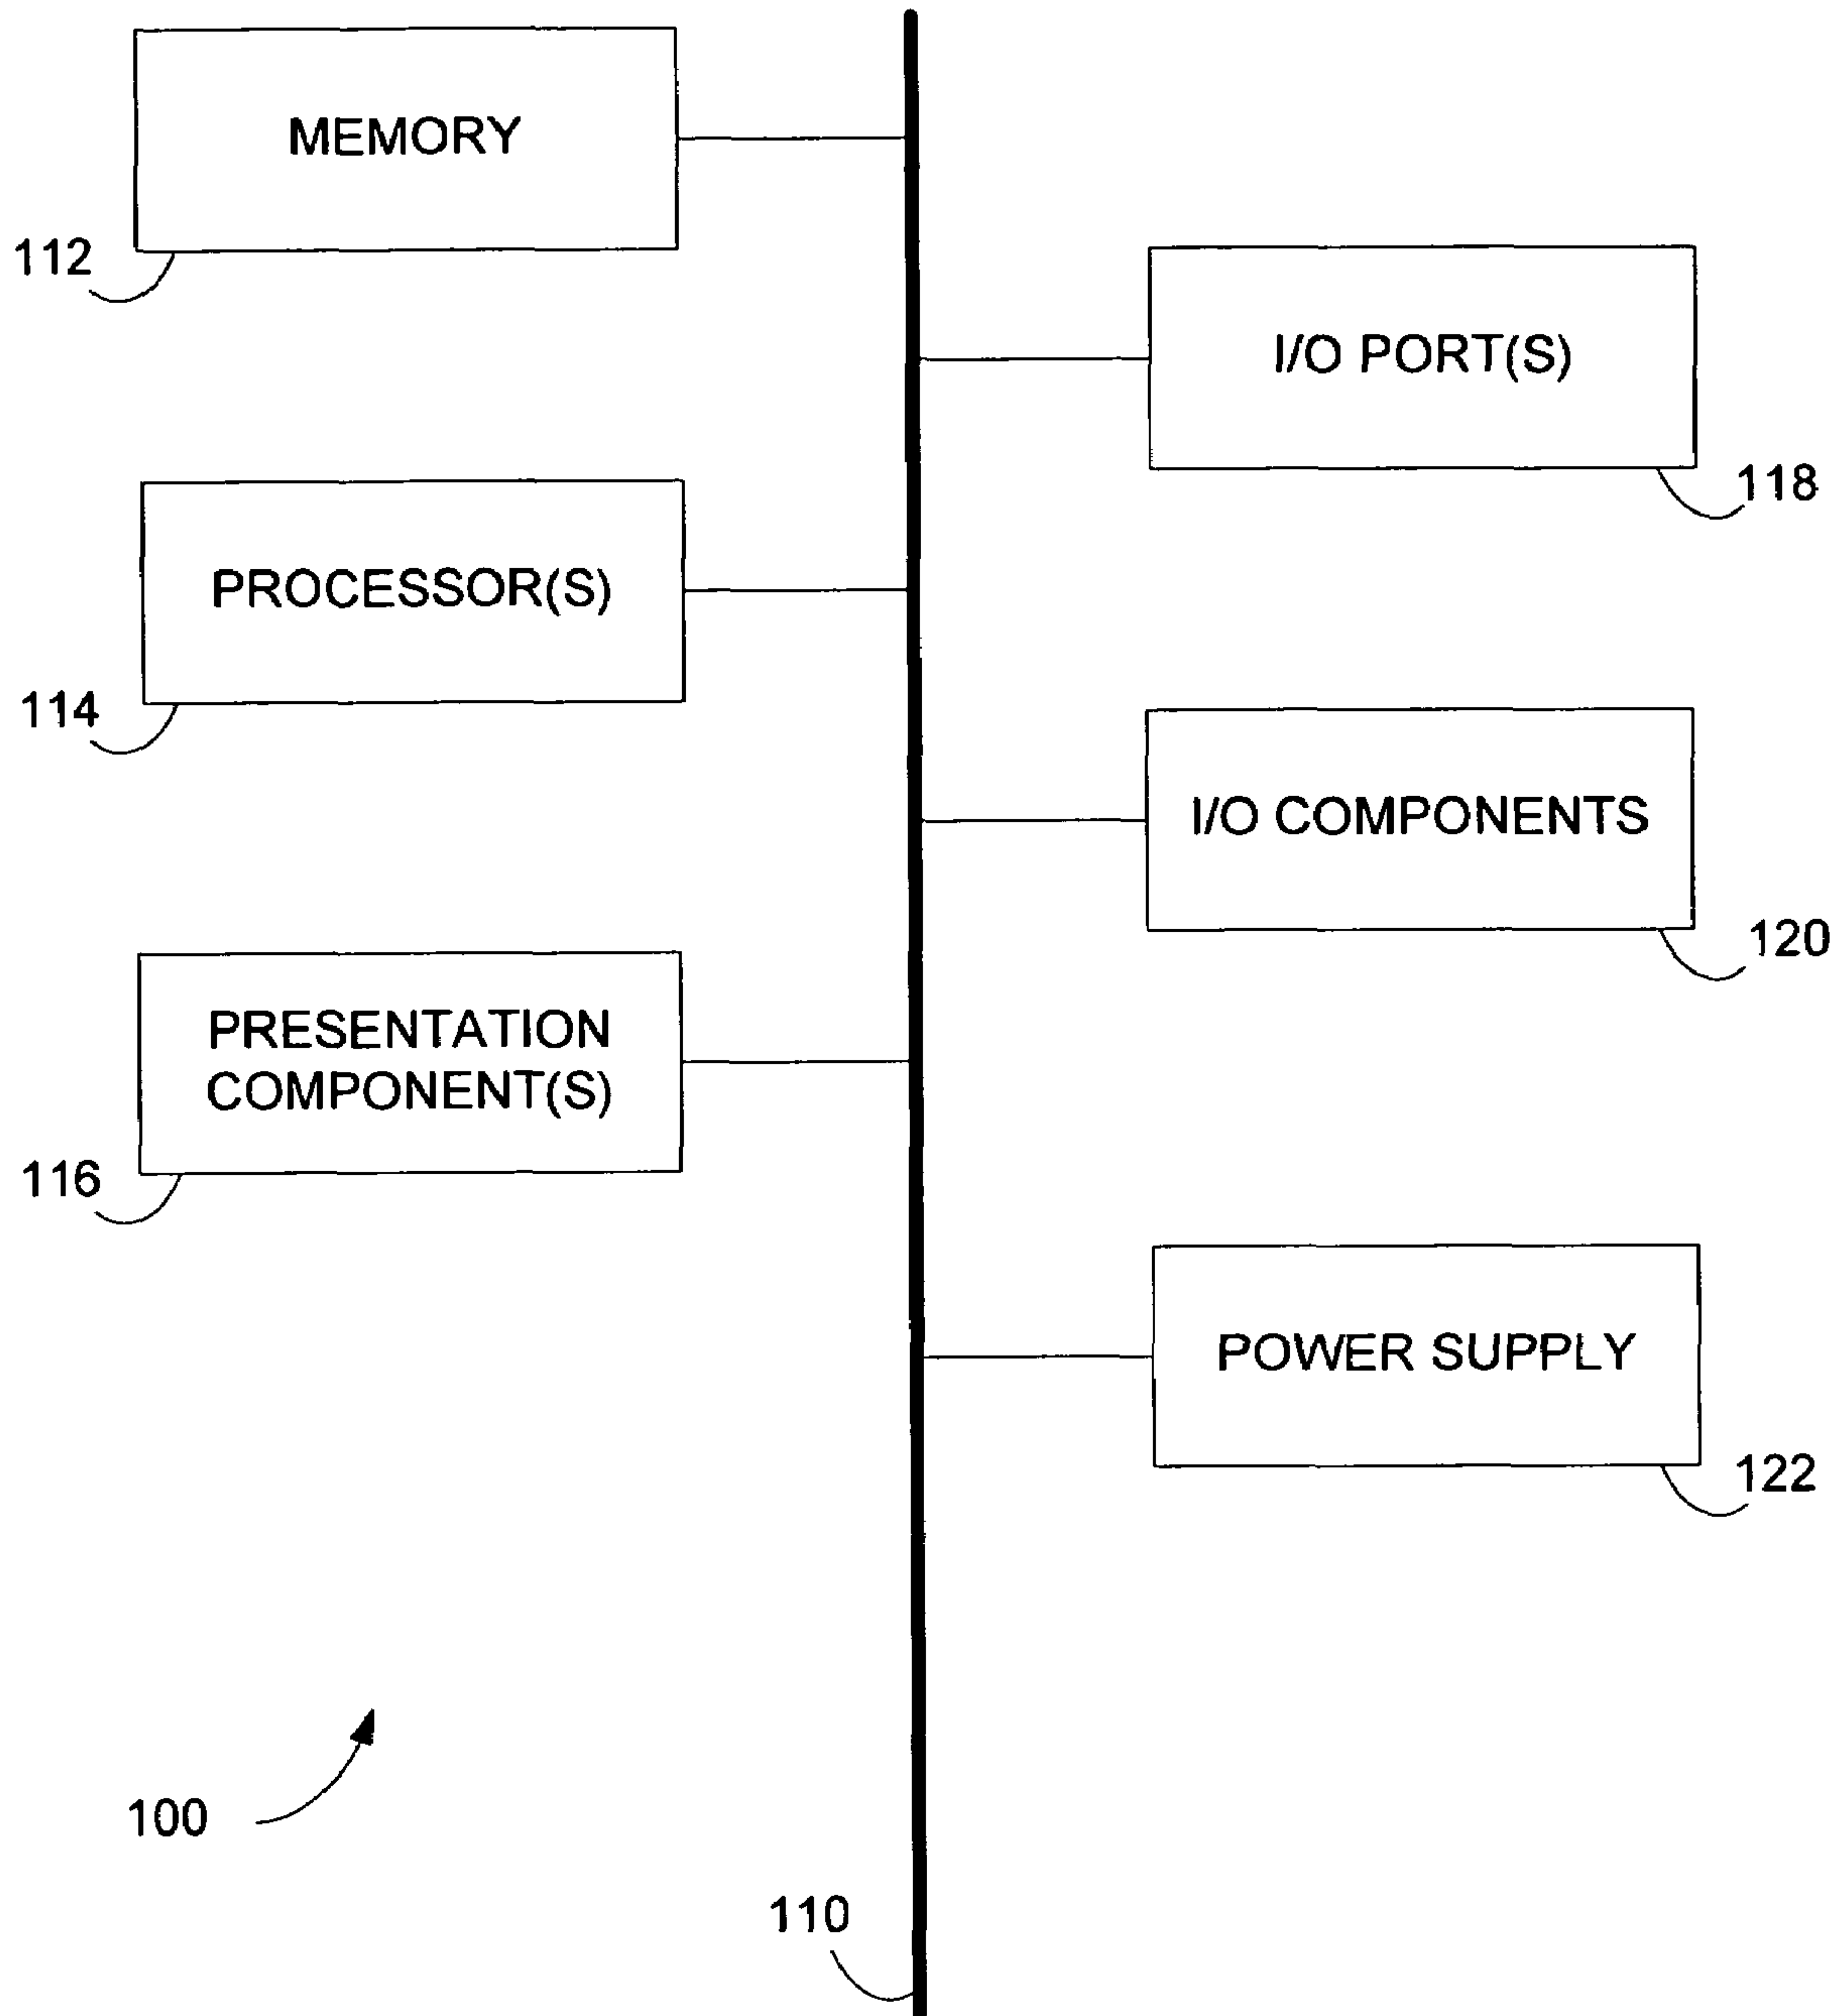 MEMORY
112
I/O PORT(S)
118
PROCESSOR(S)
114
I/O COMPONENTS
120
PRESENTATION
COMPONENT(S)
116
POWER SUPPLY
122
100
110